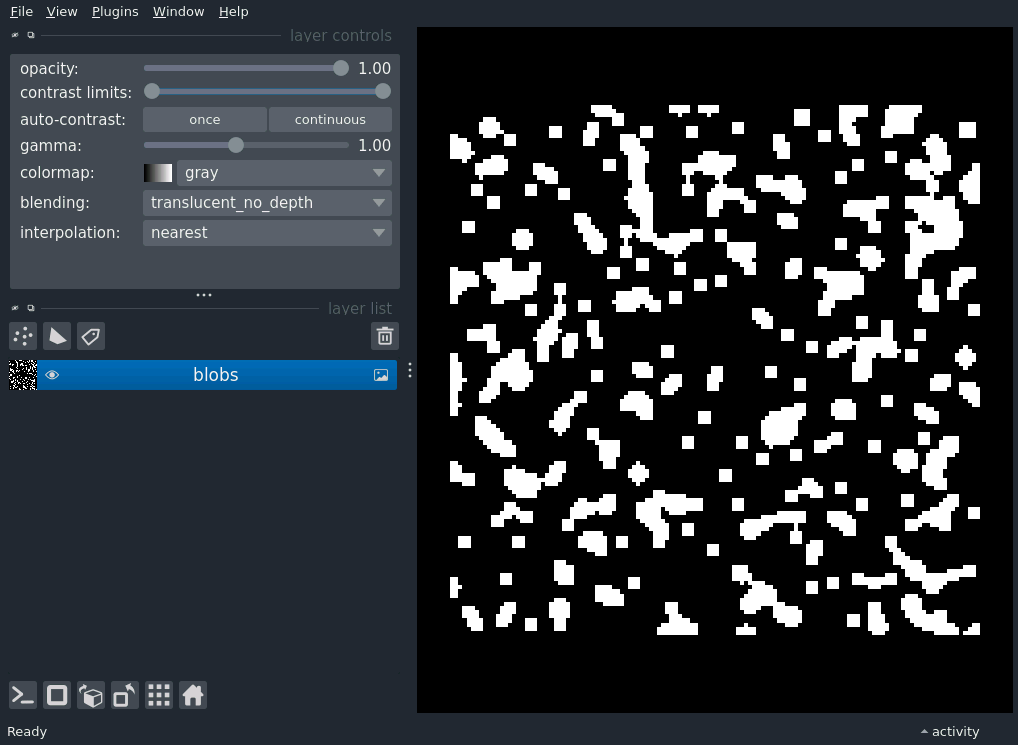 File View Plugins Window Help
layer controls
opacity: 1.00
contrast limits:
auto-contrast: once continuous
gamma: 1.00
colormap: gray
blending: translucent_no_depth
interpolation: nearest
layer list
blobs
Ready activity